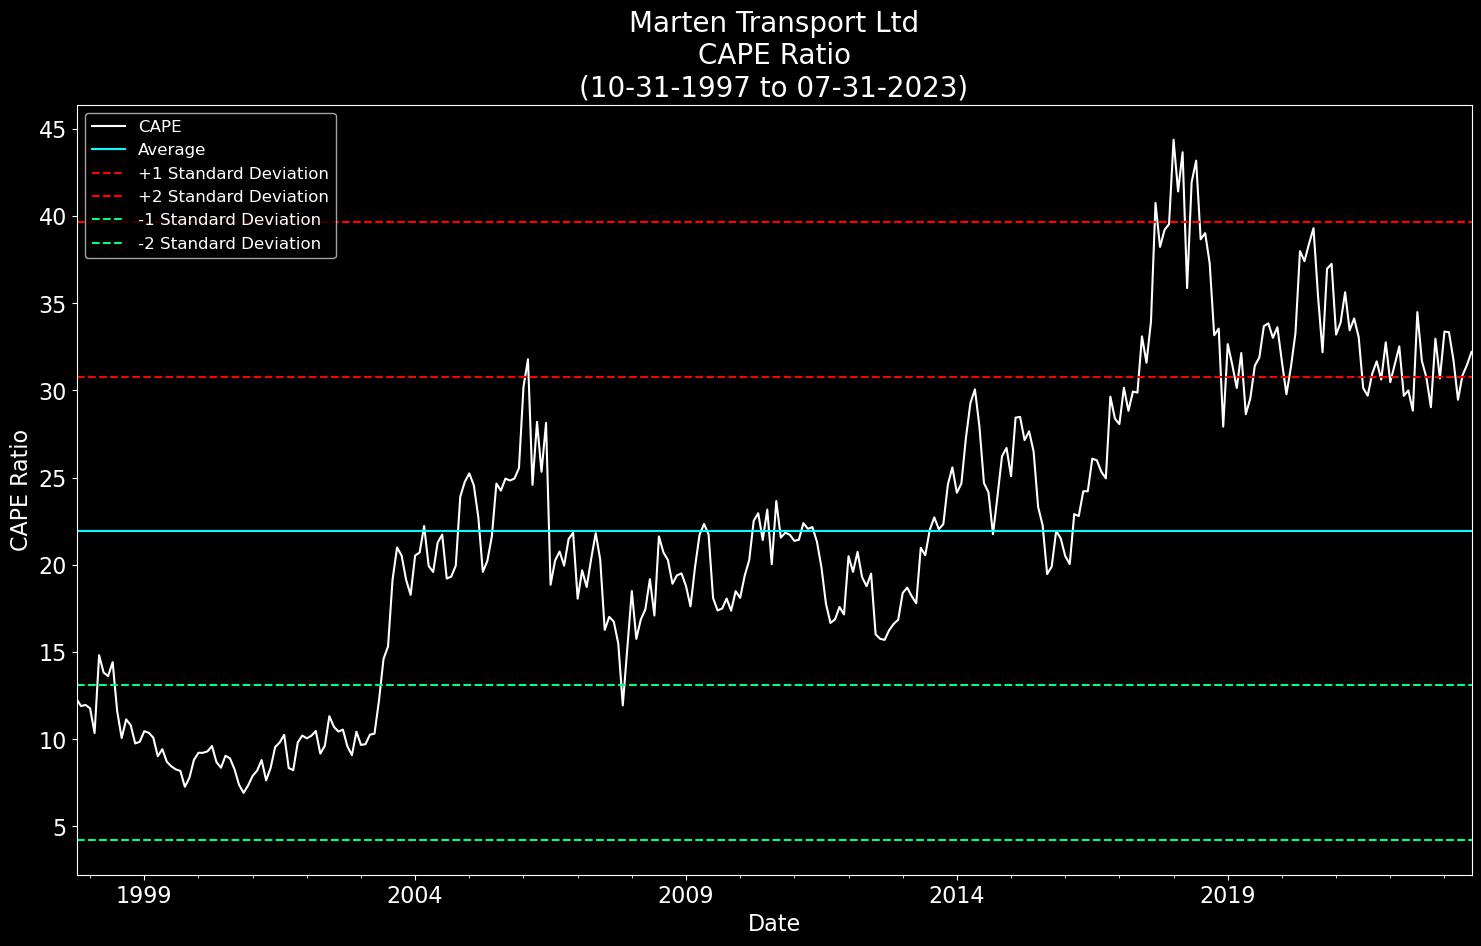 Marten Transport Ltd
CAPE Ratio
(10-31-1997 to 07-31-2023)
CAPE
Average
+1 Standard Deviation
+2 Standard Deviation
-1 Standard Deviation
-2 Standard Deviation
45
40
35
30
25
20
15
10
5
CAPE Ratio
1999
2004
2009
2014
2019
Date